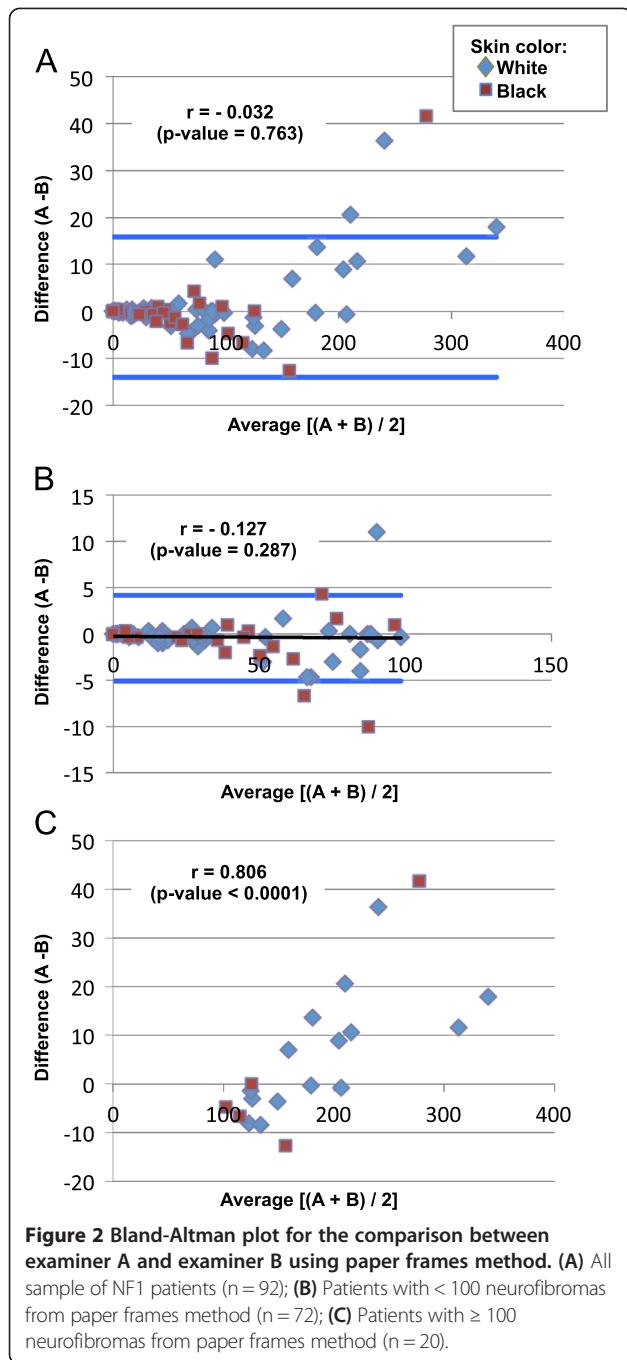 A
Skin color:
White
Black
50
40
30
20
10
0
-10
-20
r = - 0.032
(p-value = 0.763)
Difference (A -B)
0
100
200
300
400
Average [(A + B) / 2]
B
15
10
5
0
-5
-10
-15
r = - 0.127
(p-value = 0.287)
Difference (A -B)
0
50
100
150
Average [(A + B) / 2]
C
50
40
30
20
10
0
-10
-20
r = 0.806
(p-value < 0.0001)
Difference (A -B)
0
100
200
300
400
Average [(A + B) / 2]
Figure 2 Bland-Altman plot for the comparison between
examiner A and examiner B using paper frames method. (A) All
sample of NF1 patients (n = 92); (B) Patients with < 100 neurofibromas
from paper frames method (n = 72); (C) Patients with ≥ 100
neurofibromas from paper frames method (n = 20).